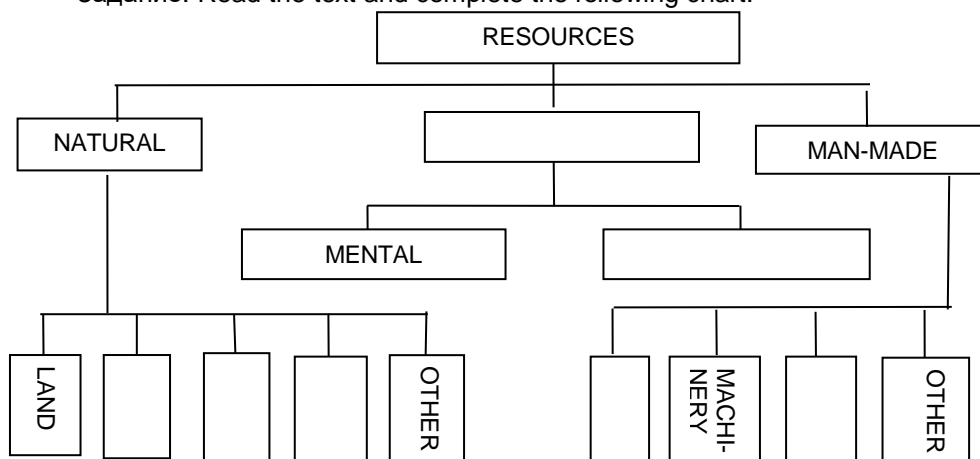 Задание: Read the text and complete the following chart:
RESOURCES
NATURAL
MAN-MADE
MENTAL
LAND
OTHER
MACHI-
NERY
OTHER